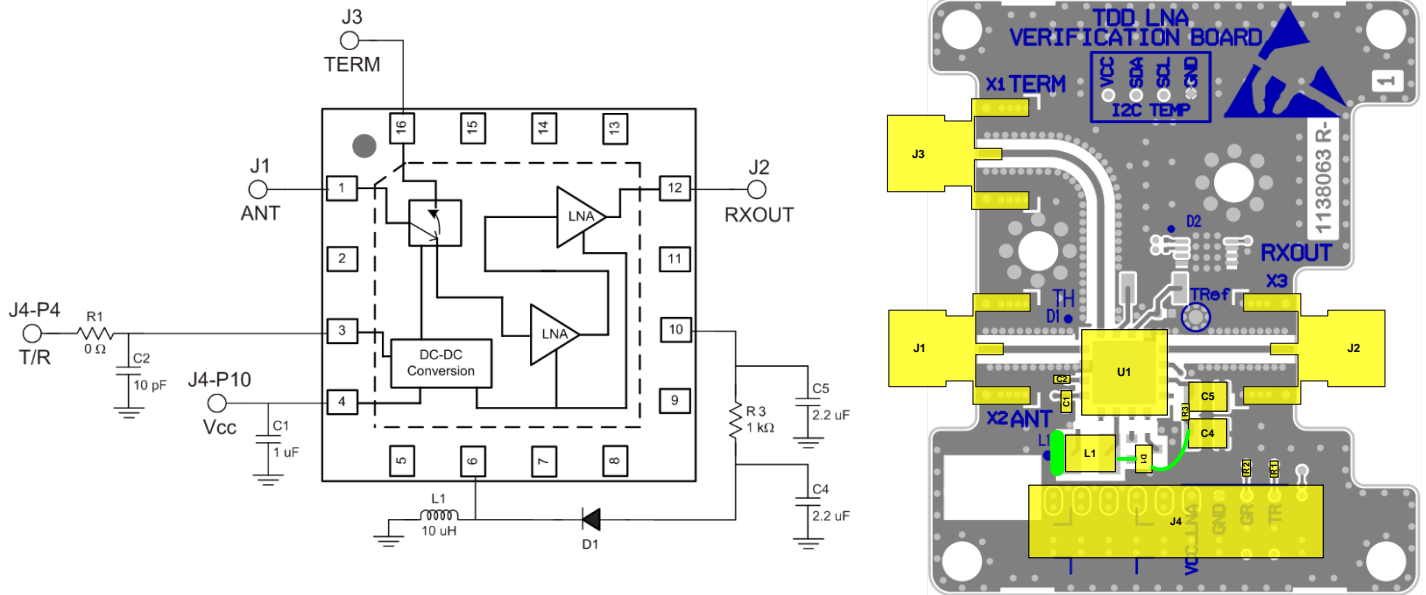 J3
TERM
16
15
14
13
J1
ANT
1
12
J2
RXOUT
LNA
2
11
J4-P4
T/R
R1
0 Ω
C2
10 pF
3
LNA
10
DC-DC
Conversion
J4-P10
Vcc
4
9
C1
1 uF
C5
2.2 uF
R 3
1 kΩ
5
6
7
8
L1
10 uH
D1
C4
2.2 uF
TDD LNA
VERIFICATION BOARD
VCC
SDA
SCL
GND
I2C TEMP
X1 TERM
1
1138063 R-
J3
D2
RXOUT
X3
TH
D1
TRef
J1
U1
J2
C2
C1
C5
R3
C4
X2 ANT
L1
L1
D1
R2
R1
J4
VCC_LNA
GND
GR
TR